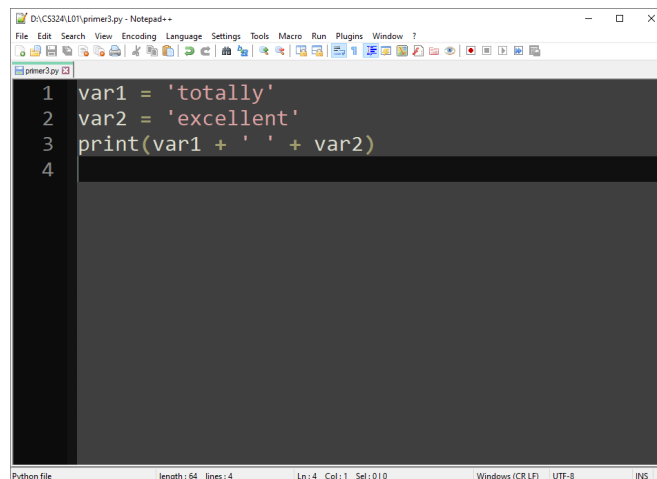 D:\CS324\L01\primer3.py - Notepad++
File Edit Search View Encoding Language Settings Tools Macro Run Plugins Window ?
primer3.py
1 var1 = 'totally'
2 var2 = 'excellent'
3 print(var1 + ' ' + var2)
4
Python file length : 64 lines : 4 Ln : 4 Col : 1 Sel : 0 | 0 Windows (CR LF) UTF-8 INS